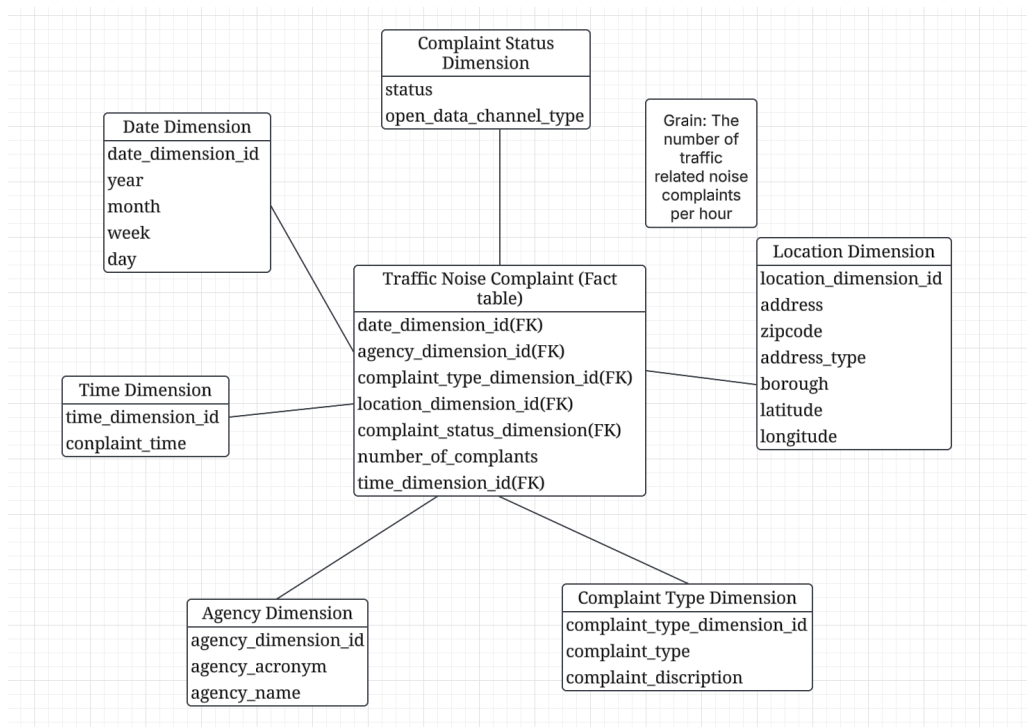 Complaint Status
Dimension
status
open_data_channel_type
Date Dimension
date_dimension_id
year
month
week
day
Grain: The
number of
traffic
related noise
complaints
per hour
Location Dimension
location_dimension_id
address
zipcode
address_type
borough
latitude
longitude
Traffic Noise Complaint (Fact
table)
date_dimension_id(FK)
agency_dimension_id(FK)
complaint_type_dimension_id(FK)
location_dimension_id(FK)
complaint_status_dimension(FK)
number_of_complants
time_dimension_id(FK)
Time Dimension
time_dimension_id
conplaint_time
Agency Dimension
agency_dimension_id
agency_acronym
agency_name
Complaint Type Dimension
complaint_type_dimension_id
complaint_type
complaint_discription